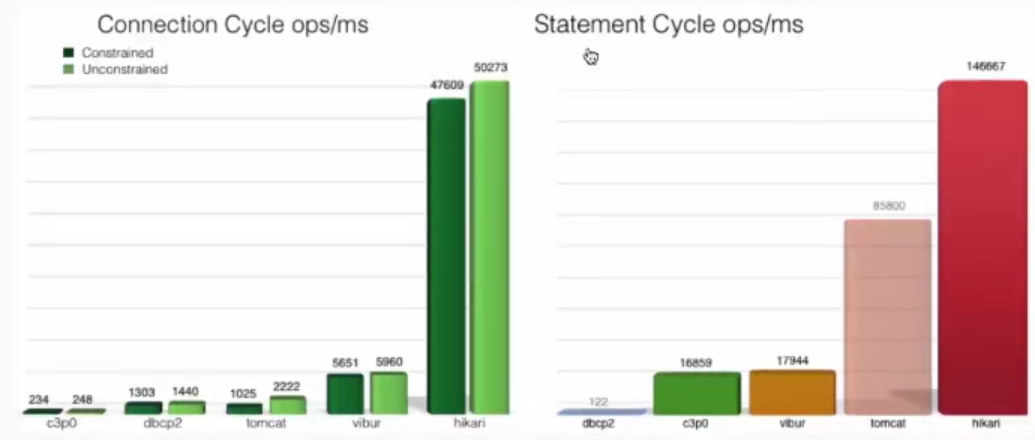 Connection Cycle ops/ms
Constrained
Unconstrained
234 248 1303 1440 1025 2222 5651 5960 47609 50273
c3p0 dbcp2 tomcat vibur hikari
Statement Cycle ops/ms
122 16859 17944 85800 146667
dbcp2 c3p0 vibur tomcat hikari